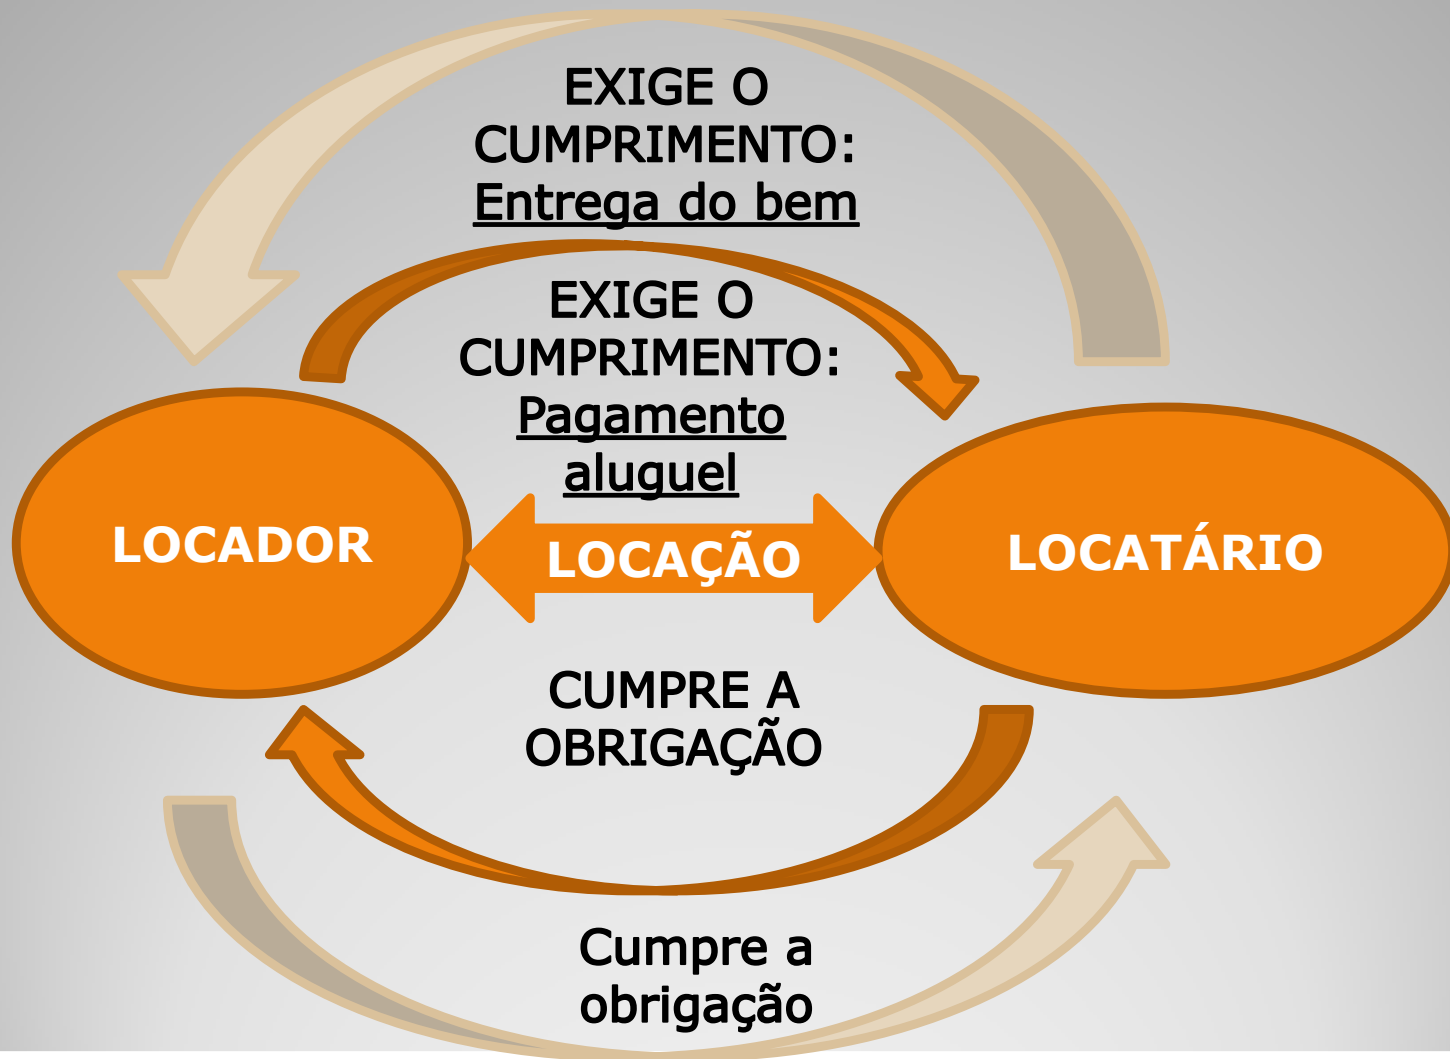 EXIGE O
CUMPRIMENTO:
Entrega do bem
EXIGE O
CUMPRIMENTO:
Pagamento
aluguel
LOCADOR
LOCAÇÃO
LOCATÁRIO
CUMPRE A
OBRIGAÇÃO
Cumpre a
obrigação